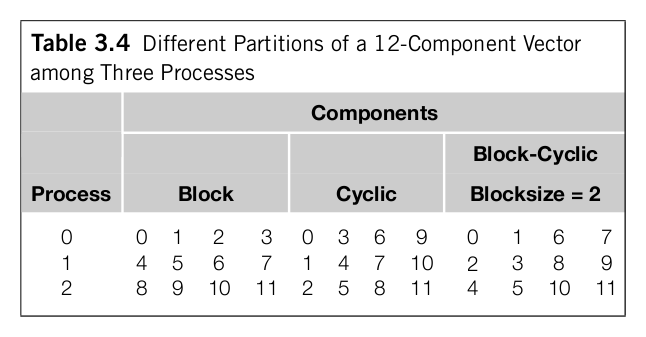 Table 3.4 Different Partitions of a 12-Component Vector
among Three Processes
Components
Block-Cyclic
Process Block Cyclic Blocksize = 2
0 0 1 2 3 0 3 6 9 0 1 6 7
1 4 5 6 7 1 4 7 10 2 3 8 9
2 8 9 10 11 2 5 8 11 4 5 10 11